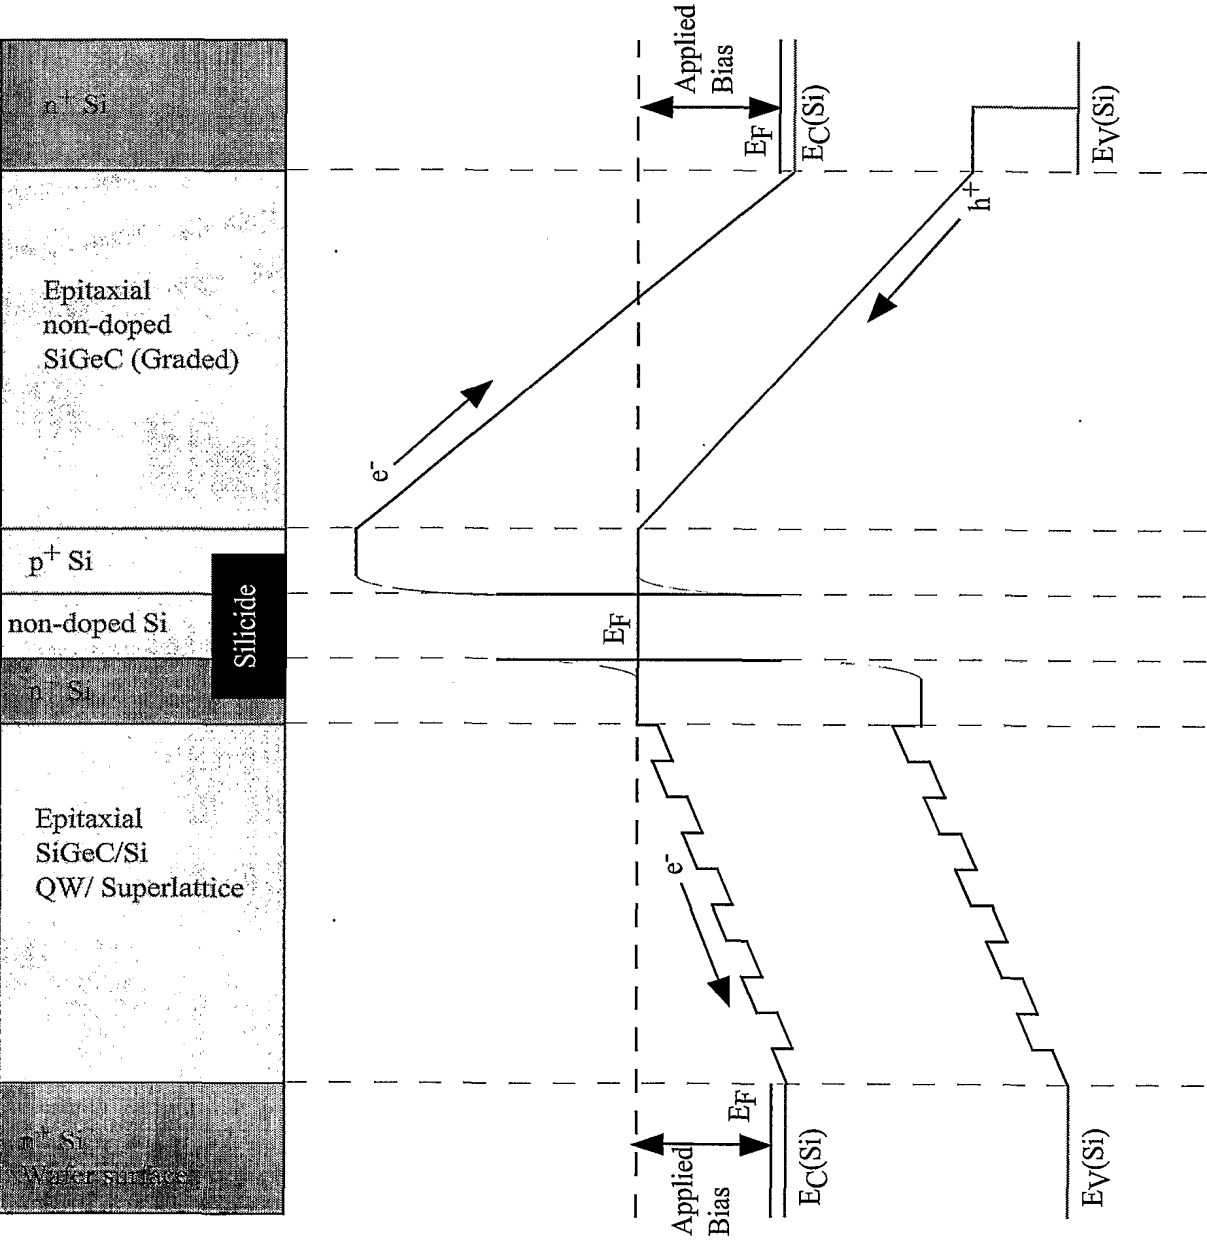 n+ Si
Epitaxial
non-doped
SiGeC (Graded)
p+ Si
non-doped Si
Silicide
n+ Si
Epitaxial
SiGeC/Si
QW/ Superlattice
n+ Si
Wafer surface
Applied
Bias
EF
EC(Si)
EV(Si)
h+
e-
EF
e-
EF
Applied
Bias
EC(Si)
EV(Si)